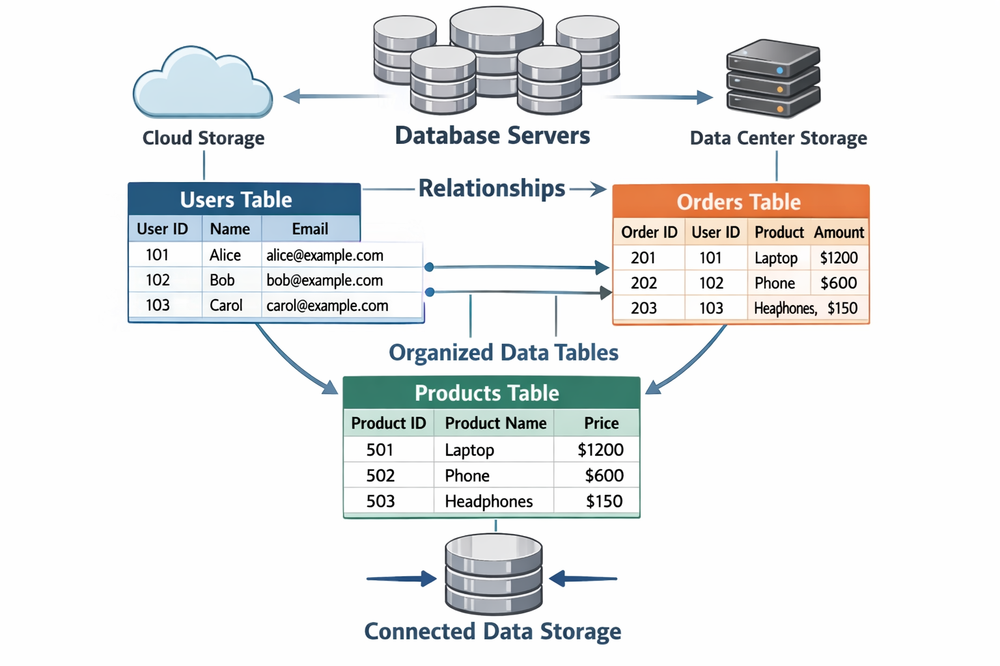 Cloud Storage
Database Servers
Data Center Storage
Relationships
Users Table
User ID Name Email
101 Alice alice@example.com
102 Bob bob@example.com
103 Carol carol@example.com
Orders Table
Order ID User ID Product Amount
201 101 Laptop $1200
202 102 Phone $600
203 103 Headphones, $150
Organized Data Tables
Products Table
Product ID Product Name Price
501 Laptop $1200
502 Phone $600
503 Headphones $150
Connected Data Storage